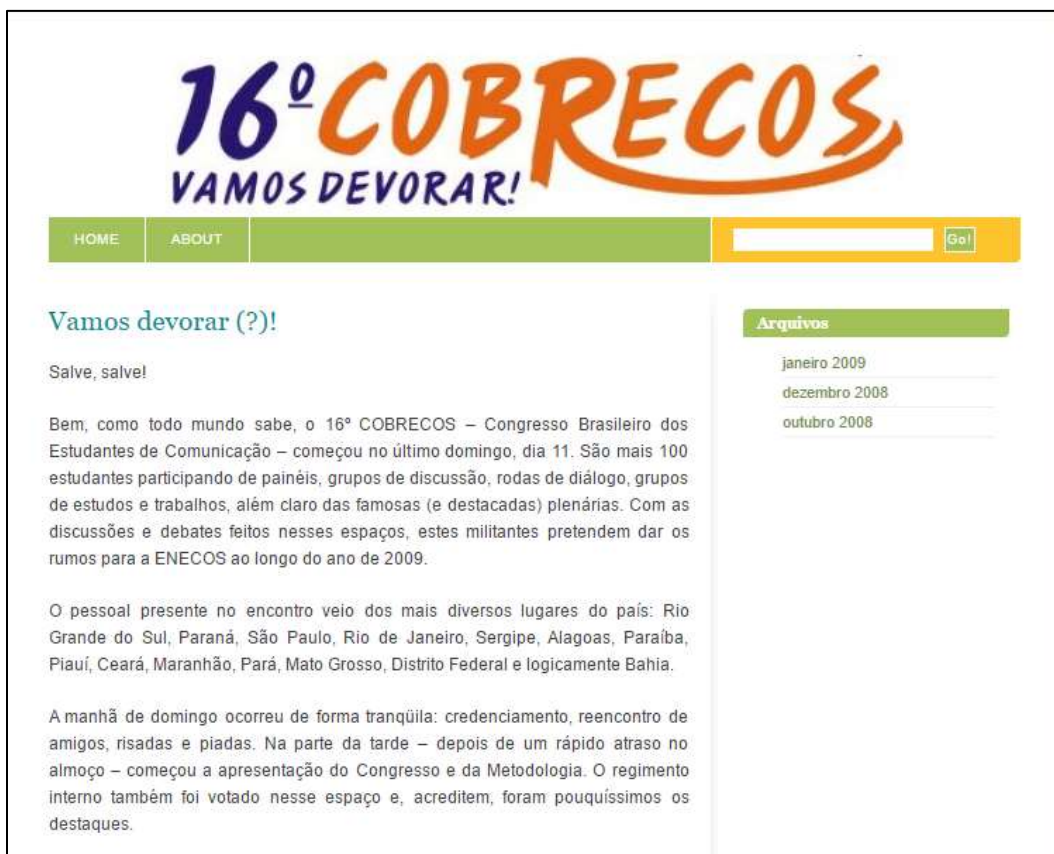 16º COBRECOS
VAMOS DEVORAR!
HOME
ABOUT
Go!
Vamos devorar (?)!
Salve, salve!
Bem, como todo mundo sabe, o 16º COBRECOS – Congresso Brasileiro dos
Estudantes de Comunicação – começou no último domingo, dia 11. São mais 100
estudantes participando de painéis, grupos de discussão, rodas de diálogo, grupos
de estudos e trabalhos, além claro das famosas (e destacadas) plenárias. Com as
discussões e debates feitos nesses espaços, estes militantes pretendem dar os
rumos para a ENECOS ao longo do ano de 2009.
O pessoal presente no encontro veio dos mais diversos lugares do país: Rio
Grande do Sul, Paraná, São Paulo, Rio de Janeiro, Sergipe, Alagoas, Paraíba,
Piauí, Ceará, Maranhão, Pará, Mato Grosso, Distrito Federal e logicamente Bahia.
A manhã de domingo ocorreu de forma tranqüila: credenciamento, reencontro de
amigos, risadas e piadas. Na parte da tarde – depois de um rápido atraso no
almoço – começou a apresentação do Congresso e da Metodologia. O regimento
interno também foi votado nesse espaço e, acreditem, foram pouquíssimos os
destaques.
Arquivos
janeiro 2009
dezembro 2008
outubro 2008